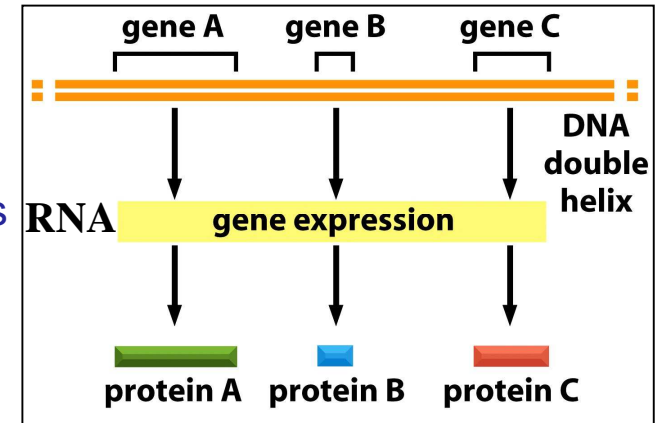 gene A gene B gene C
DNA
double
helix
s RNA gene expression
protein A protein B protein C